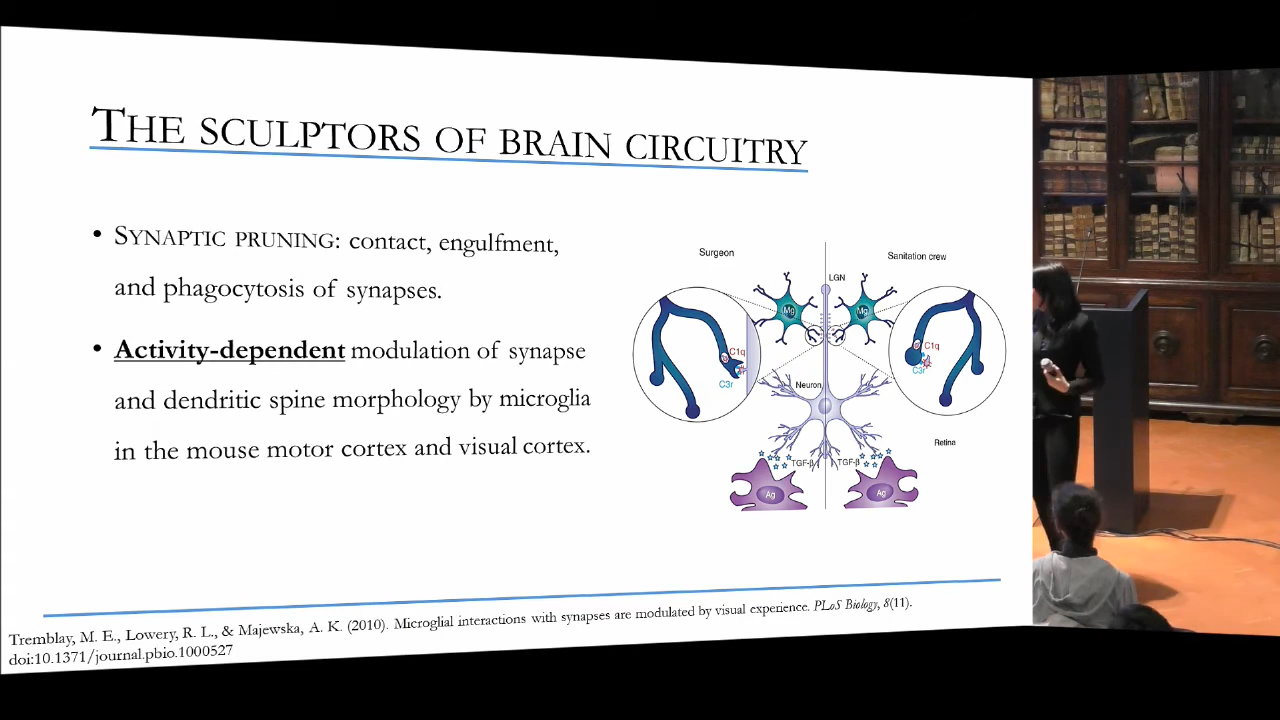 THE SCULPTORS OF BRAIN CIRCUITRY
• SYNAPTIC PRUNING: contact, engulfment,
and phagocytosis of synapses.
• Activity-dependent modulation of synapse
and dendritic spine morphology by microglia
in the mouse motor cortex and visual cortex.
Surgeon
Sanitation crew
LGN
Mg
Mg
C1q
C3r
C1q
C3r
Neuron
Retina
TGF-β
TGF-β
Ag
Ag
Tremblay, M. E., Lowery, R. L., & Majewska, A. K. (2010). Microglial interactions with synapses are modulated by visual experience. PLoS Biology, 8(11).
doi:10.1371/journal.pbio.1000527